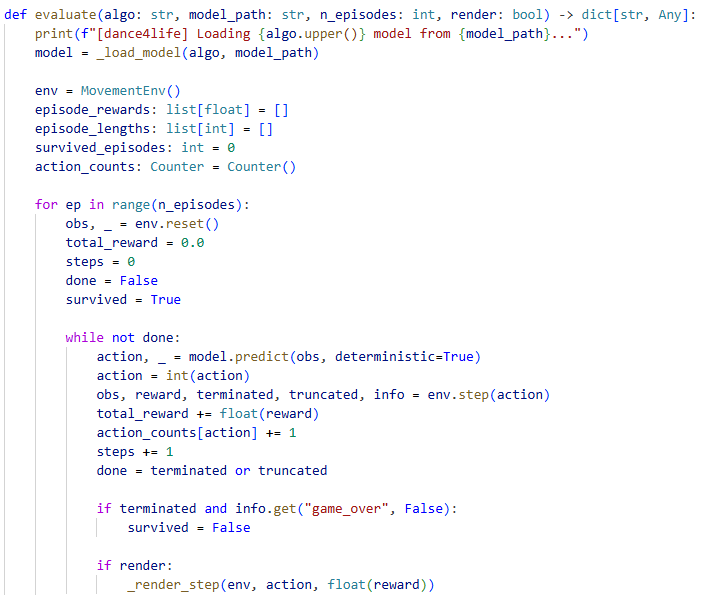 def evaluate(algo: str, model_path: str, n_episodes: int, render: bool) -> dict[str, Any]:
    print(f"[dance4life] Loading {algo.upper()} model from {model_path}...")
    model = _load_model(algo, model_path)

    env = MovementEnv()
    episode_rewards: list[float] = []
    episode_lengths: list[int] = []
    survived_episodes: int = 0
    action_counts: Counter = Counter()

    for ep in range(n_episodes):
        obs, _ = env.reset()
        total_reward = 0.0
        steps = 0
        done = False
        survived = True

        while not done:
            action, _ = model.predict(obs, deterministic=True)
            action = int(action)
            obs, reward, terminated, truncated, info = env.step(action)
            total_reward += float(reward)
            action_counts[action] += 1
            steps += 1
            done = terminated or truncated

            if terminated and info.get("game_over", False):
                survived = False

            if render:
                _render_step(env, action, float(reward))